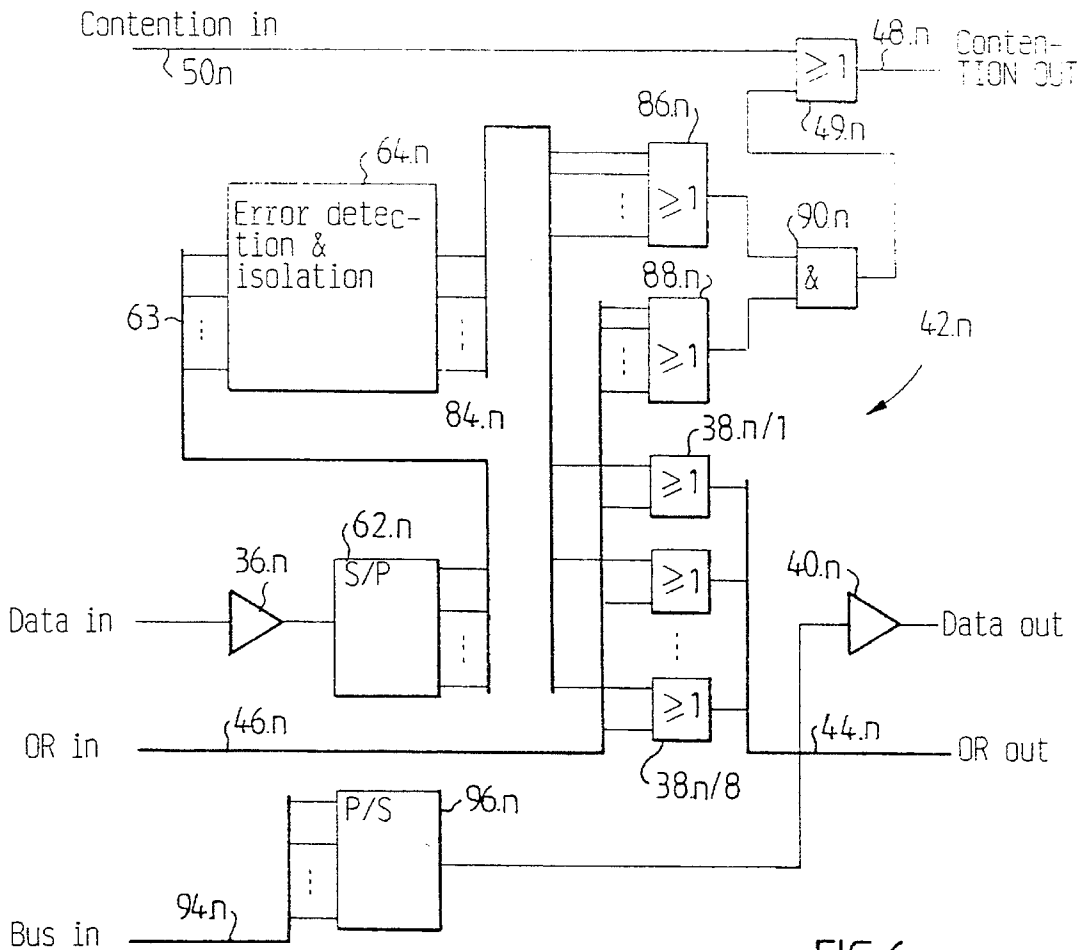 Contention in
50.n
≥1
48.n
Conten-
TION OUT
49.n
86.n
≥1
64.n
Error detec-
tion &
isolation
90.n
&
88.n
≥1
63
42.n
84.n
38.n/1
≥1
62.n
S/P
36.n
≥1
40.n
Data in
Data out
≥1
46.n
44.n
OR in
OR out
38.n/8
P/S
96.n
94.n
Bus in
FIG.6